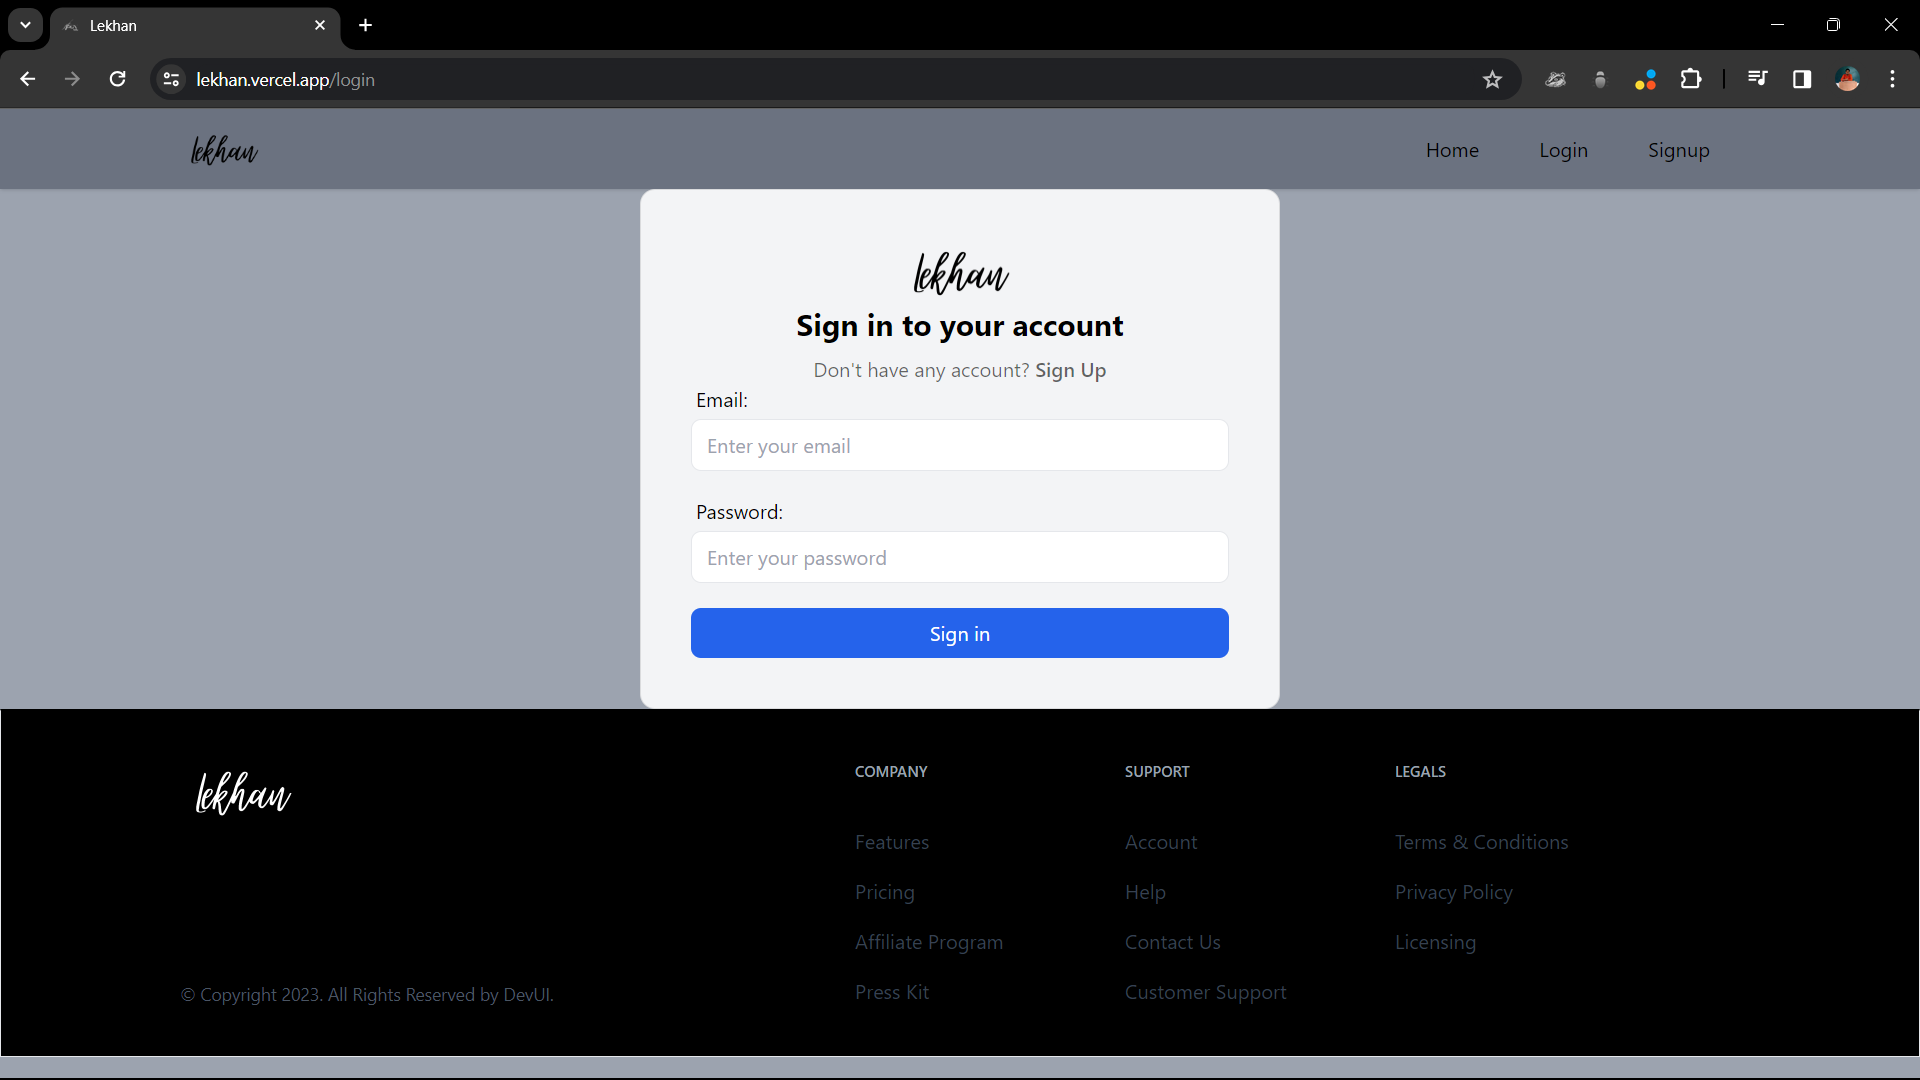 Lekhan
lekhan.vercel.app/login
lekhan
Home
Login
Signup
lekhan
Sign in to your account
Don't have any account? Sign Up
Email:
Enter your email
Password:
Enter your password
Sign in
lekhan
© Copyright 2023. All Rights Reserved by DevUI.
COMPANY
Features
Pricing
Affiliate Program
Press Kit
SUPPORT
Account
Help
Contact Us
Customer Support
LEGALS
Terms & Conditions
Privacy Policy
Licensing